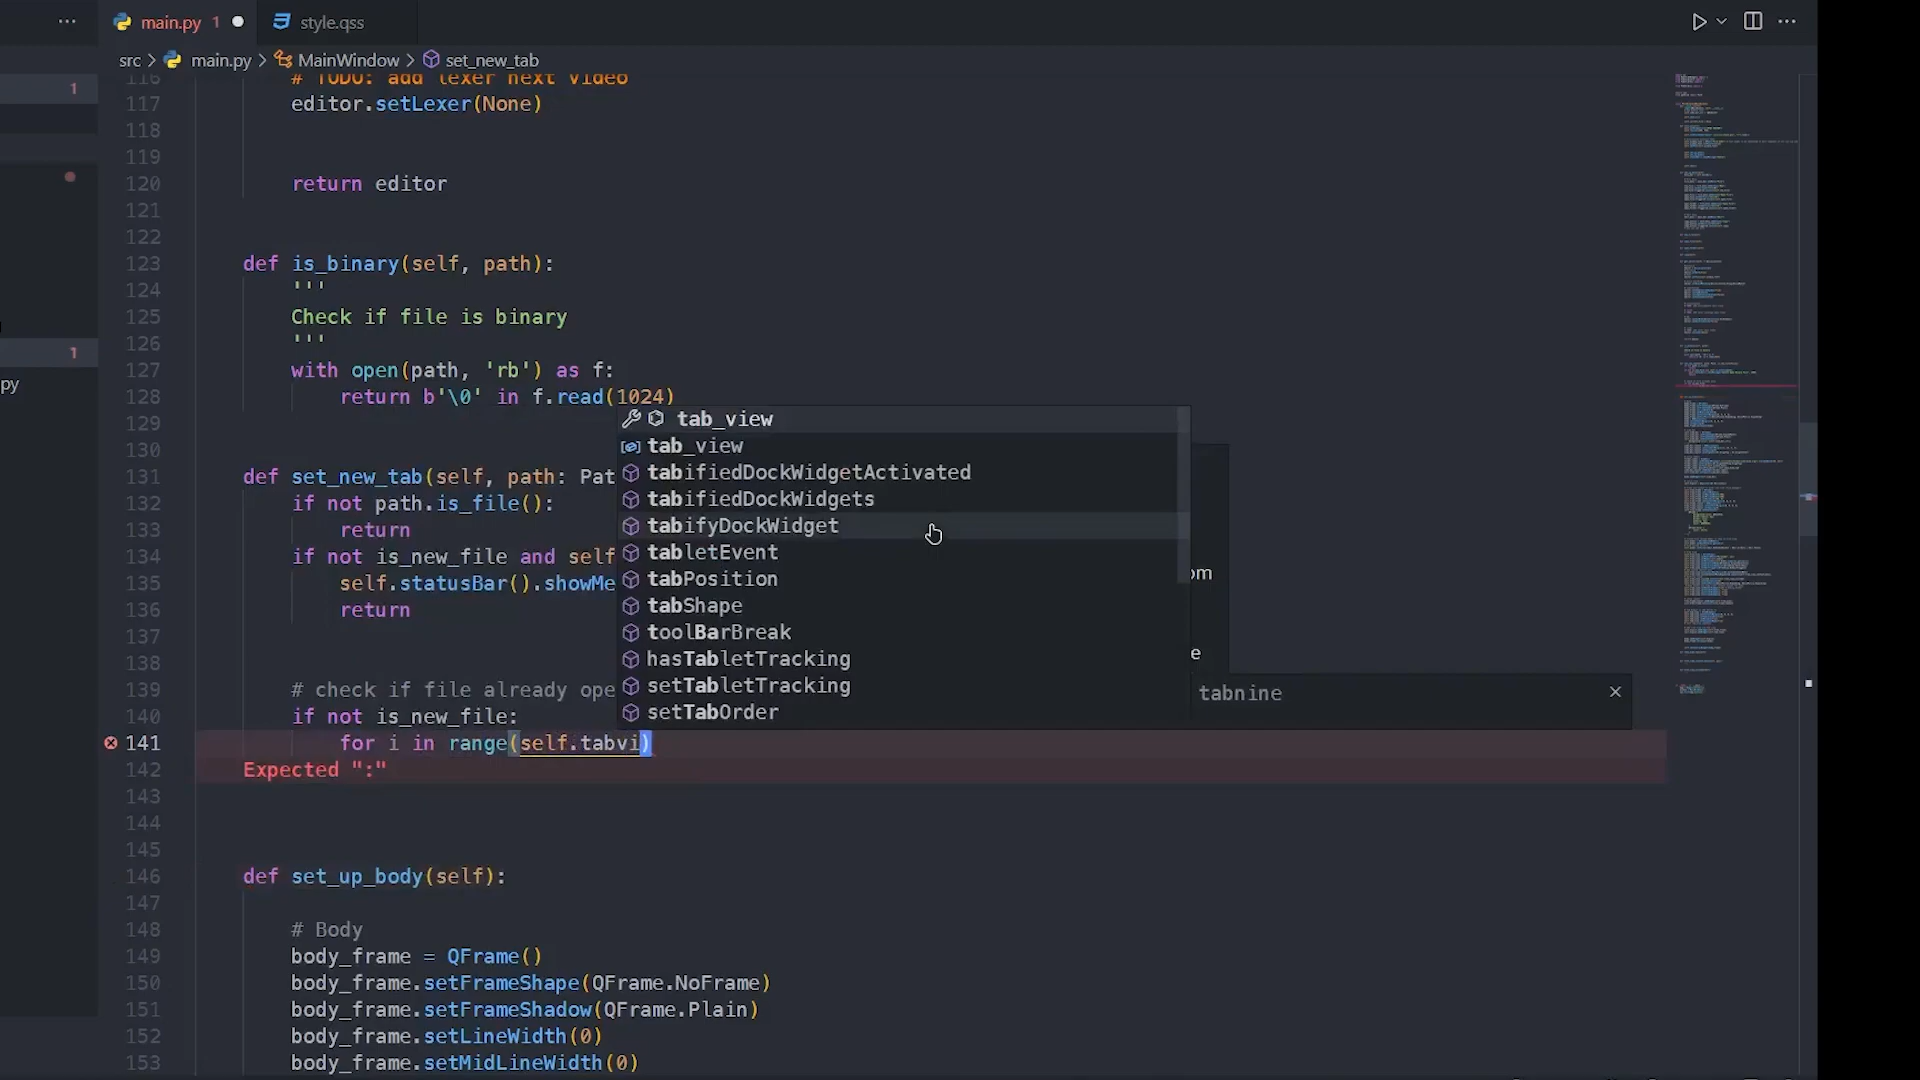 main.py 1
style.qss
src > main.py > MainWindow > set_new_tab
1
116 # TODO: add lexer next video
117 editor.setLexer(None)
118
119
120 return editor
121
122
123 def is_binary(self, path):
124 '''
125 Check if file is binary
126 '''
127 with open(path, 'rb') as f:
128 return b'\0' in f.read(1024)
129
130
131 def set_new_tab(self, path: Pat
132 if not path.is_file():
133 return
134 if not is_new_file and self
135 self.statusBar().showMe
136 return
137
138
139 # check if file already ope
140 if not is_new_file:
141 for i in range(self.tabvi)
142 Expected ":"
143
144
145
146 def set_up_body(self):
147
148 # Body
149 body_frame = QFrame()
150 body_frame.setFrameShape(QFrame.NoFrame)
151 body_frame.setFrameShadow(QFrame.Plain)
152 body_frame.setLineWidth(0)
153 body_frame.setMidLineWidth(0)
1
py
tab_view
tab_view
tabifiedDockWidgetActivated
tabifiedDockWidgets
tabifyDockWidget
tabletEvent
tabPosition
tabShape
toolBarBreak
hasTabletTracking
setTabletTracking
setTabOrder
om
e
tabnine